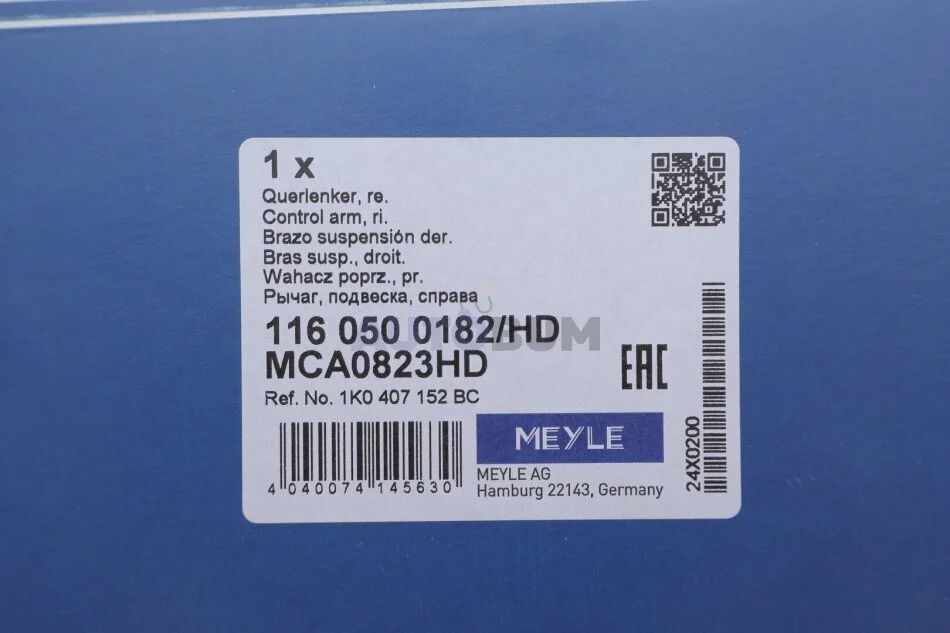 1 x
Querlenker, re.
Control arm, ri.
Brazo suspensión der.
Bras susp., droit.
Wahacz poprz., pr.
Рычаг, подвеска, справа
116 050 0182/HD
AUTOBUM
MCA0823HD
EAC
Ref. No. 1K0 407 152 BC
4 040074 145630
MEYLE
MEYLE AG
Hamburg 22143, Germany
24X0200